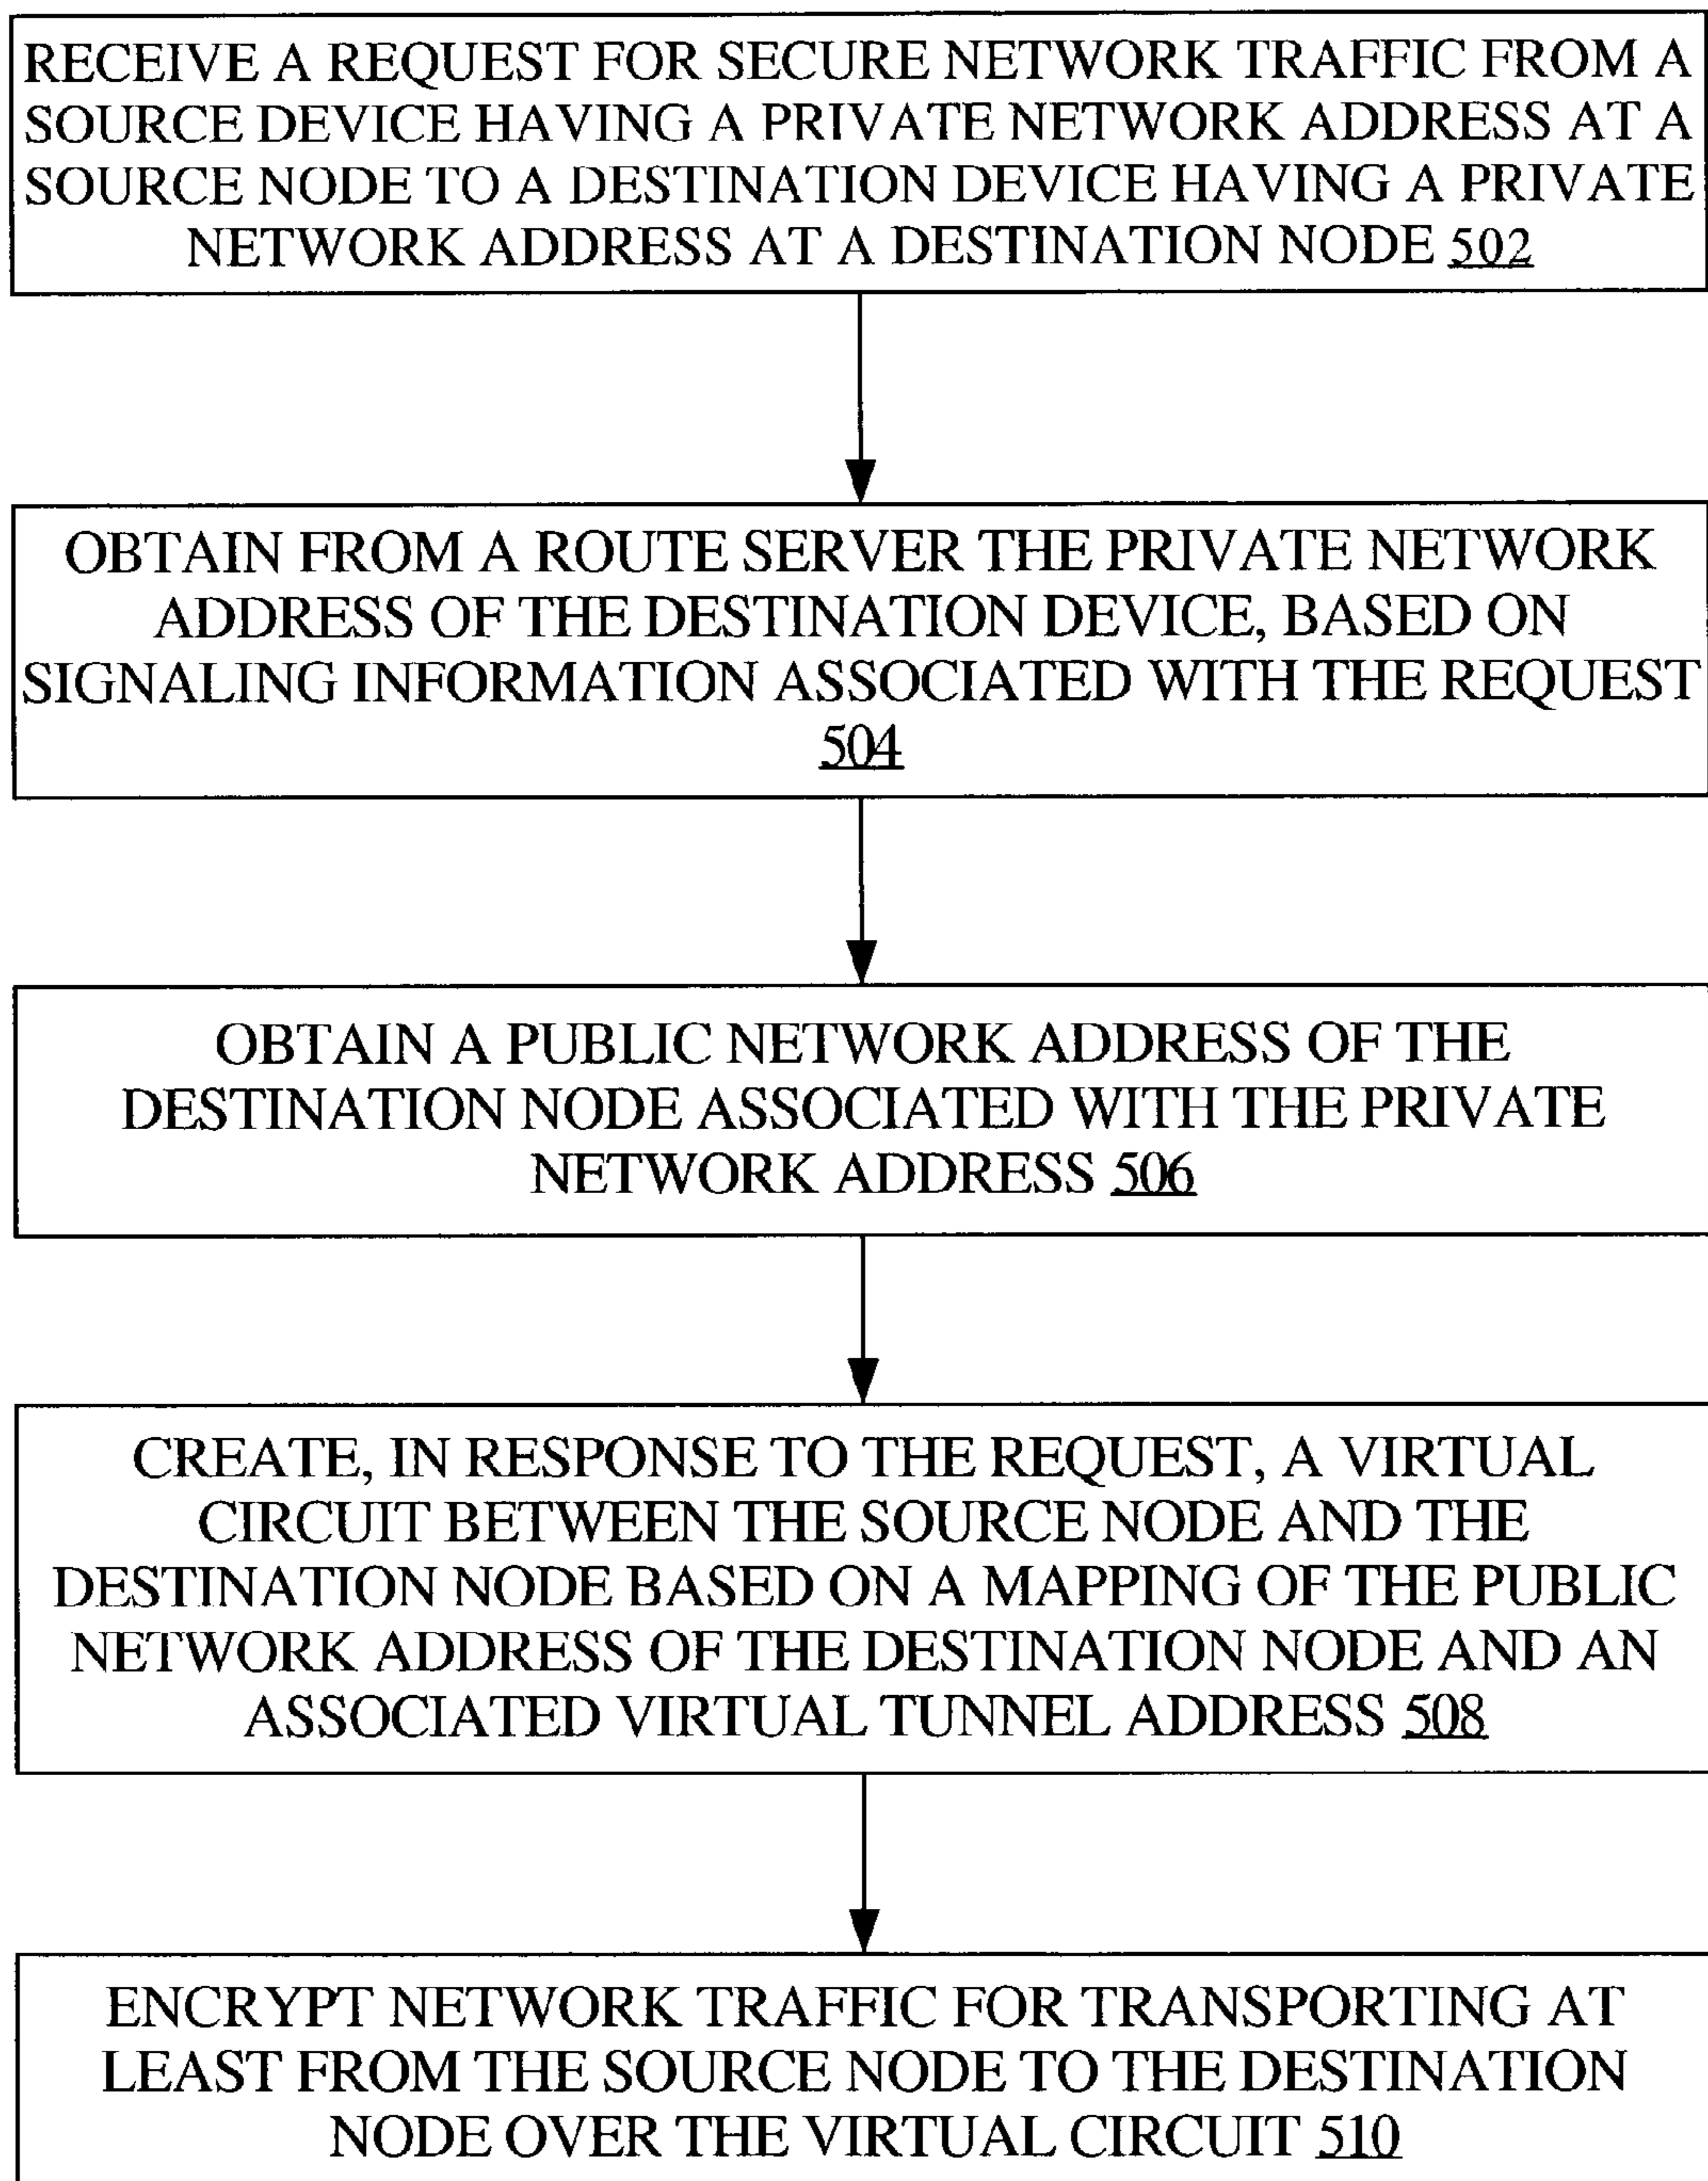 RECEIVE A REQUEST FOR SECURE NETWORK TRAFFIC FROM A
SOURCE DEVICE HAVING A PRIVATE NETWORK ADDRESS AT A
SOURCE NODE TO A DESTINATION DEVICE HAVING A PRIVATE
NETWORK ADDRESS AT A DESTINATION NODE 502
OBTAIN FROM A ROUTE SERVER THE PRIVATE NETWORK
ADDRESS OF THE DESTINATION DEVICE, BASED ON
SIGNALING INFORMATION ASSOCIATED WITH THE REQUEST
504
OBTAIN A PUBLIC NETWORK ADDRESS OF THE
DESTINATION NODE ASSOCIATED WITH THE PRIVATE
NETWORK ADDRESS 506
CREATE, IN RESPONSE TO THE REQUEST, A VIRTUAL
CIRCUIT BETWEEN THE SOURCE NODE AND THE
DESTINATION NODE BASED ON A MAPPING OF THE PUBLIC
NETWORK ADDRESS OF THE DESTINATION NODE AND AN
ASSOCIATED VIRTUAL TUNNEL ADDRESS 508
ENCRYPT NETWORK TRAFFIC FOR TRANSPORTING AT
LEAST FROM THE SOURCE NODE TO THE DESTINATION
NODE OVER THE VIRTUAL CIRCUIT 510